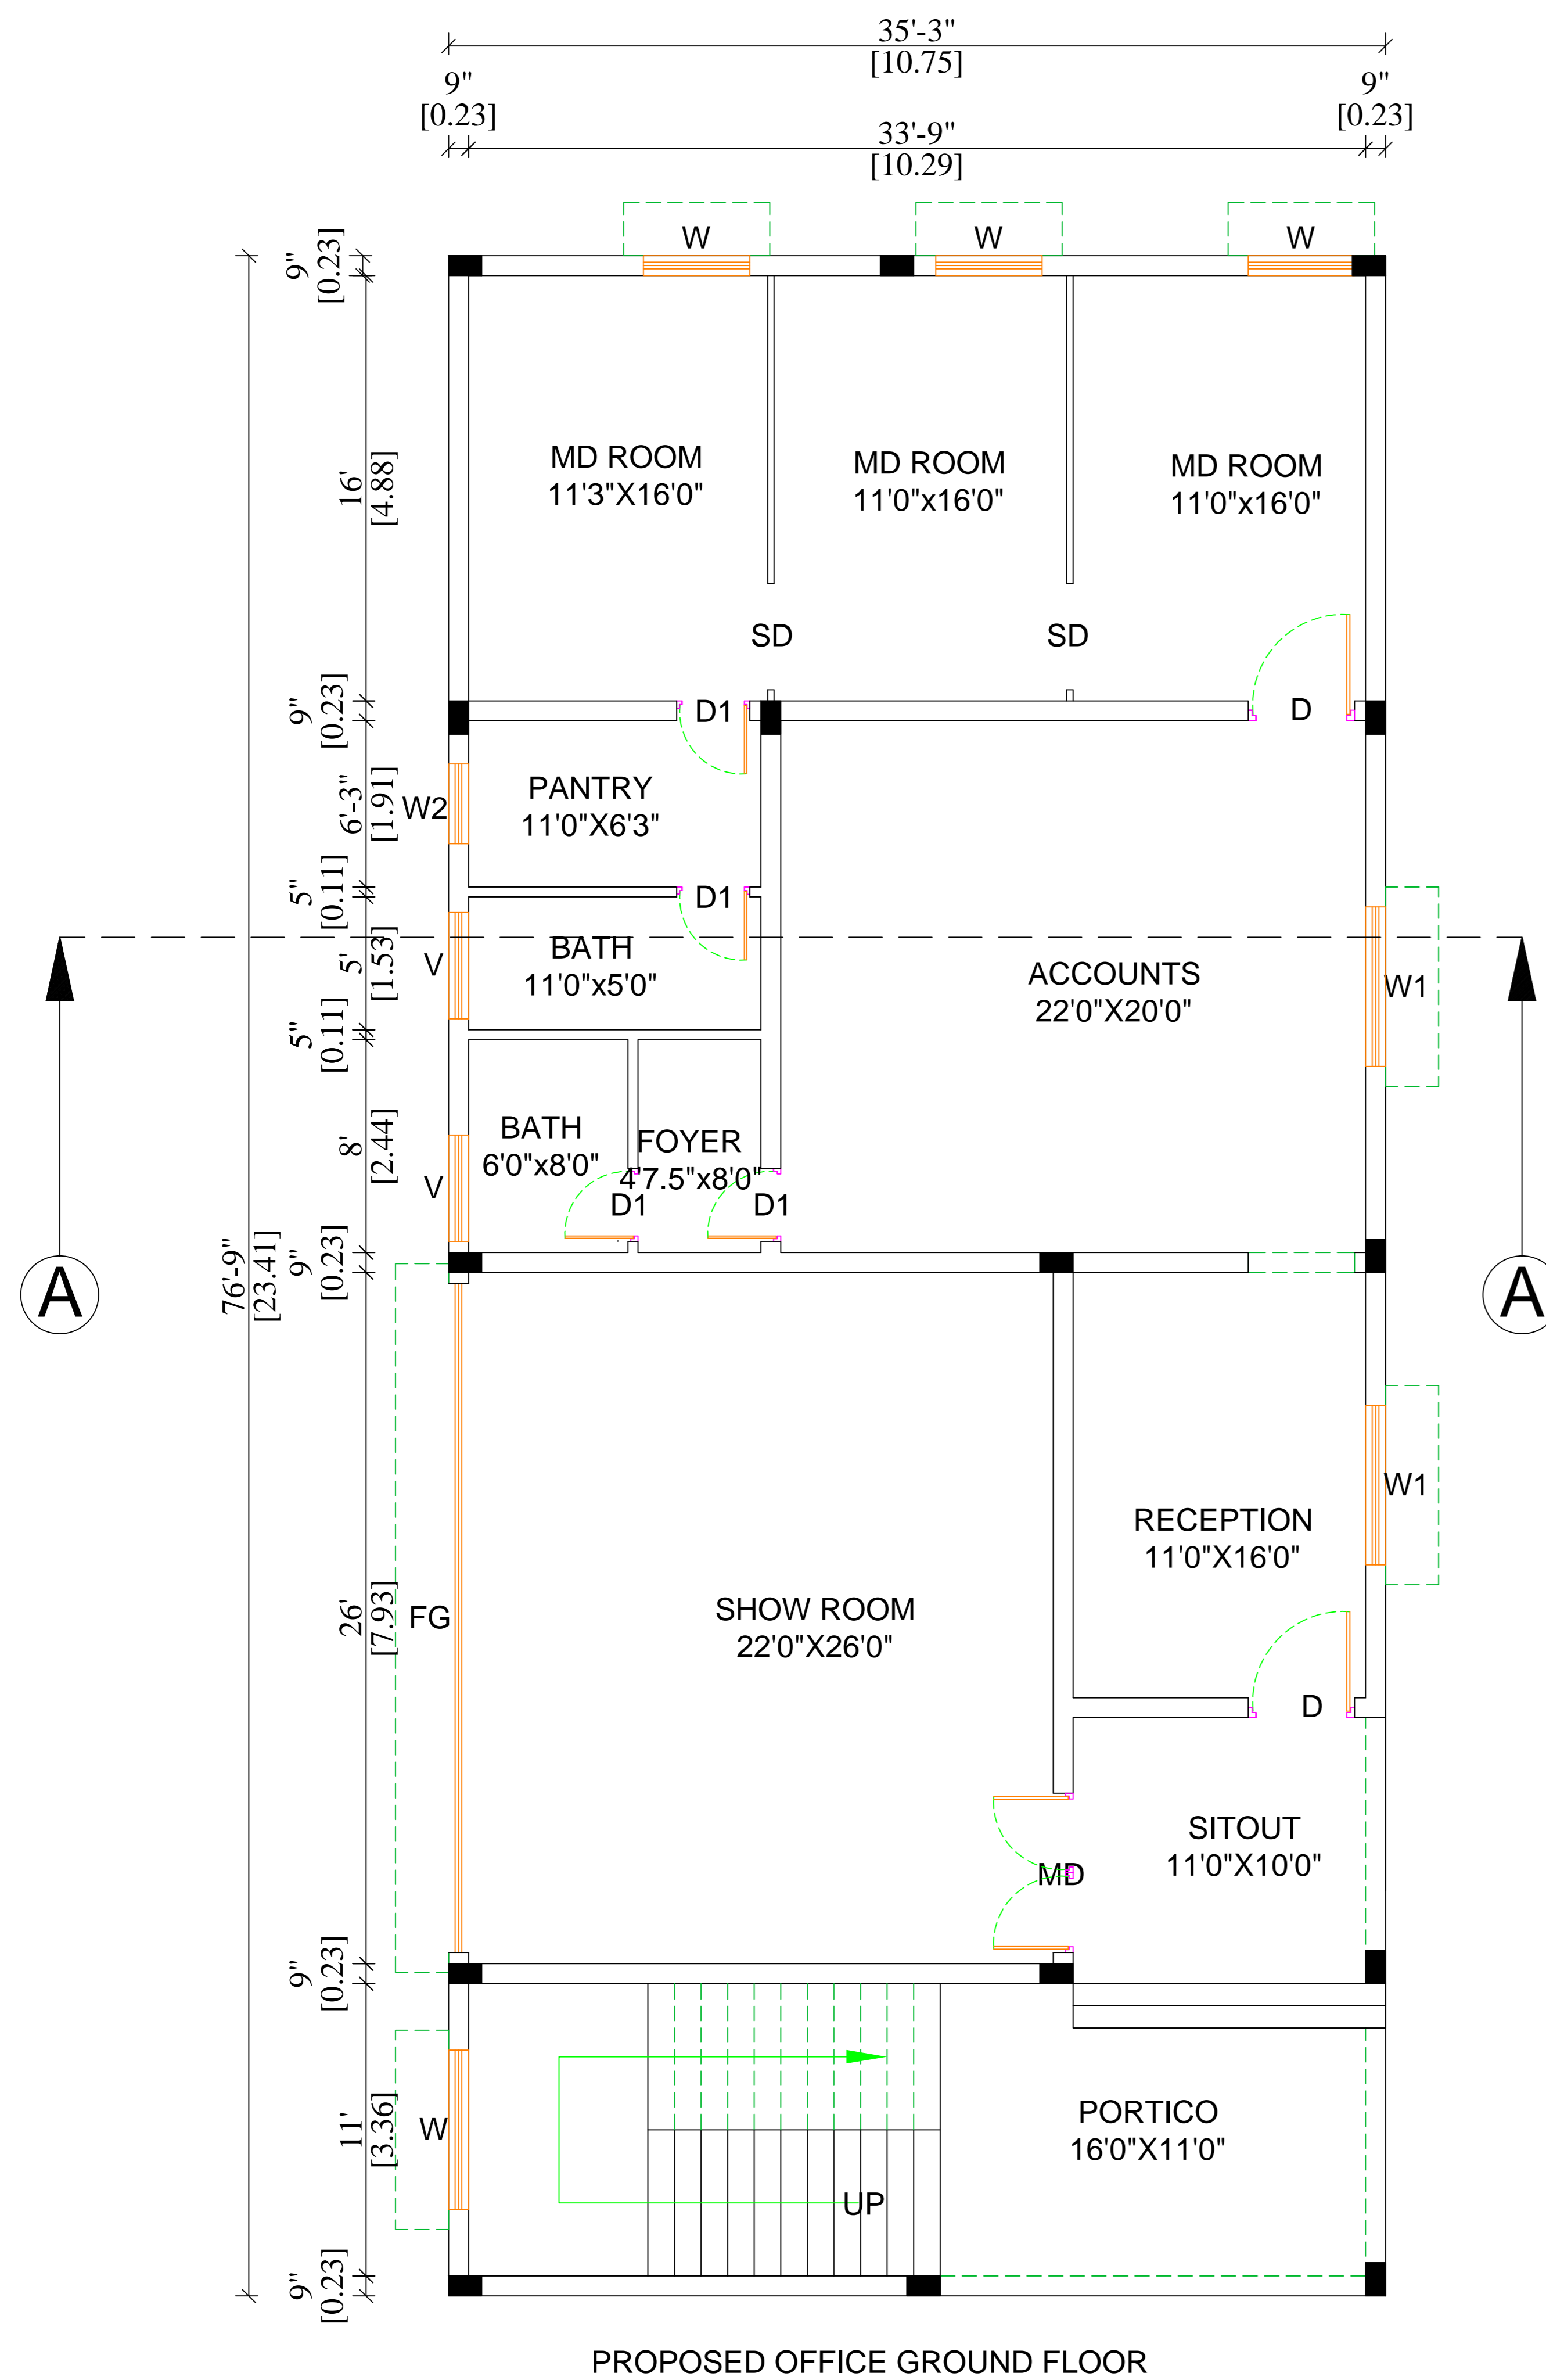 35'-3"
[10.75]
9"
[0.23]
9"
[0.23]
33'-9"
[10.29]
W
W
W
9"
[0.23]
16'
[4.88]
MD ROOM
11'3"X16'0"
MD ROOM
11'0"x16'0"
MD ROOM
11'0"x16'0"
SD
SD
9"
[0.23]
D1
D
PANTRY
11'0"X6'3"
W2
6'-3"
[1.91]
5"
[0.11]
D1
BATH
11'0"x5'0"
V
5'
[1.53]
ACCOUNTS
22'0"X20'0"
W1
5"
[0.11]
BATH
6'0"x8'0"
FOYER
4'7.5"x8'0"
8'
[2.44]
V
D1
D1
76'-9"
[23.41]
9"
[0.23]
A
A
W1
RECEPTION
11'0"X16'0"
26'
[7.93]
FG
SHOW ROOM
22'0"X26'0"
D
SITOUT
11'0"X10'0"
MD
9"
[0.23]
11'
[3.36]
W
PORTICO
16'0"X11'0"
UP
9"
[0.23]
PROPOSED OFFICE GROUND FLOOR